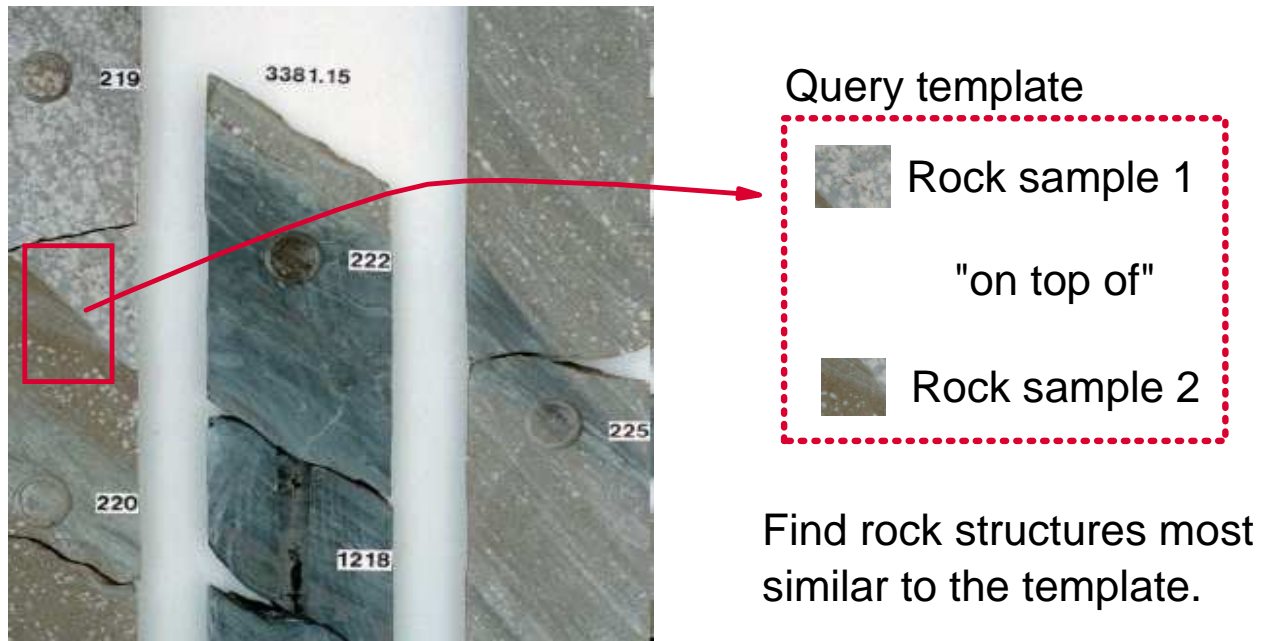 219
3381.15
222
225
220
1218
Query template
Rock sample 1
"on top of"
Rock sample 2
Find rock structures most
similar to the template.